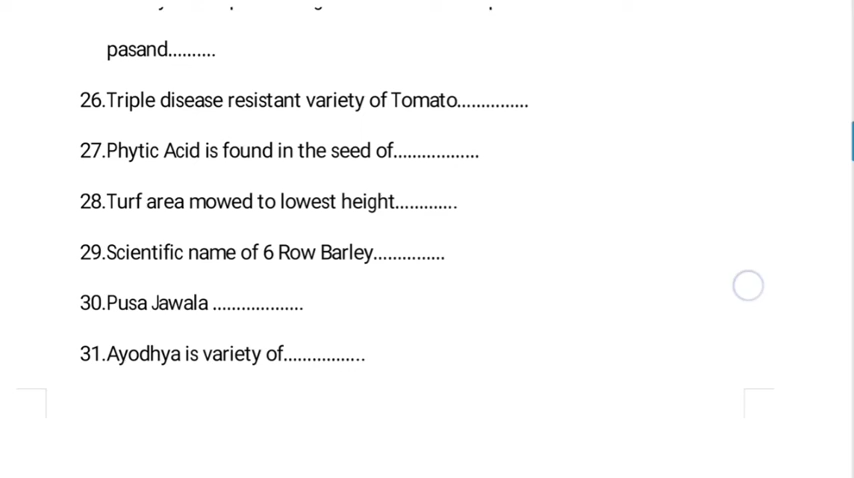 pasand..........
26.Triple disease resistant variety of Tomato...............
27.Phytic Acid is found in the seed of..................
28.Turf area mowed to lowest height.............
29.Scientific name of 6 Row Barley...............
30.Pusa Jawala ...................
31.Ayodhya is variety of.................